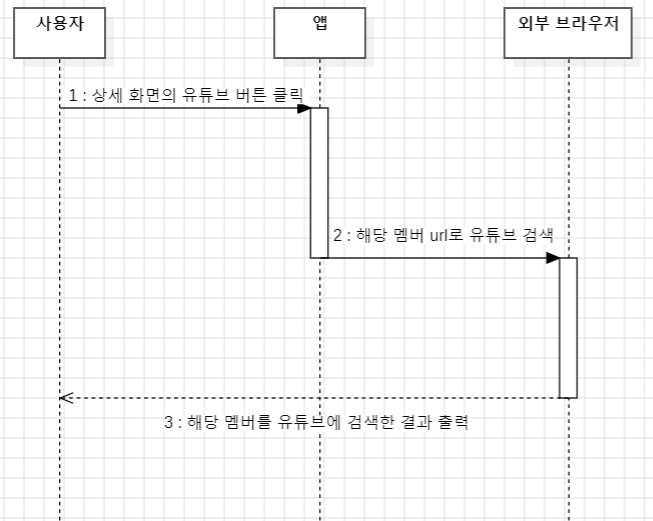 사용자
앱
외부 브라우저
1 : 상세 화면의 유튜브 버튼 클릭
2 : 해당 멤버 url로 유튜브 검색
3 : 해당 멤버를 유튜브에 검색한 결과 출력